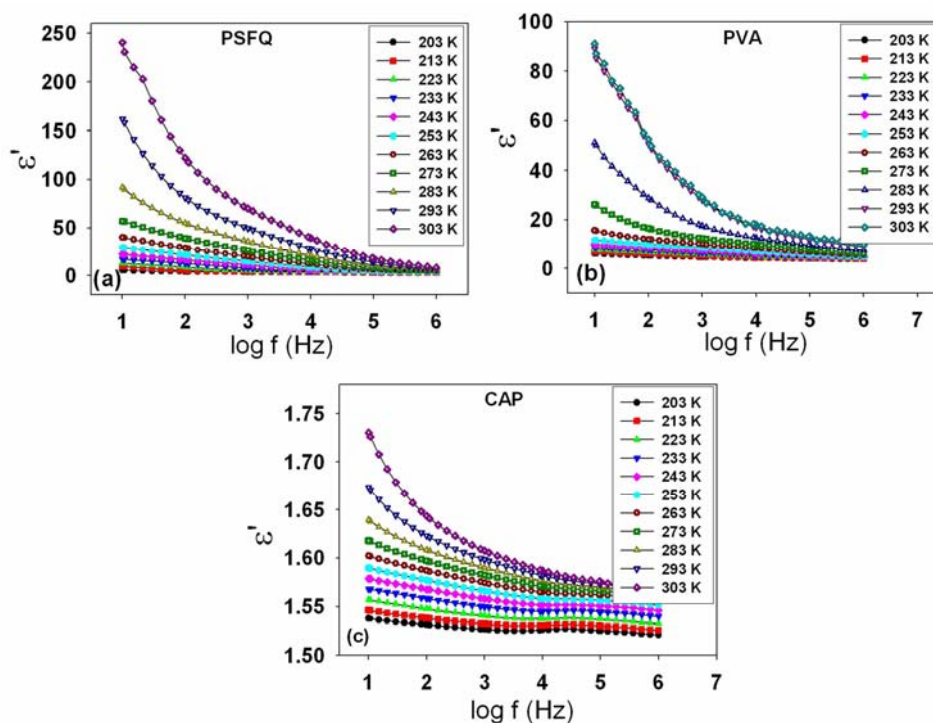 PSFQ
250
200
150
100
50
0
ε'
(a)
1 2 3 4 5 6
log f (Hz)
203 K
213 K
223 K
233 K
243 K
253 K
263 K
273 K
283 K
293 K
303 K
PVA
100
80
60
40
20
0
ε'
(b)
1 2 3 4 5 6 7
log f (Hz)
203 K
213 K
223 K
233 K
243 K
253 K
263 K
273 K
283 K
293 K
303 K
CAP
1.75
1.70
1.65
1.60
1.55
1.50
ε'
(c)
1 2 3 4 5 6 7
log f (Hz)
203 K
213 K
223 K
233 K
243 K
253 K
263 K
273 K
283 K
293 K
303 K